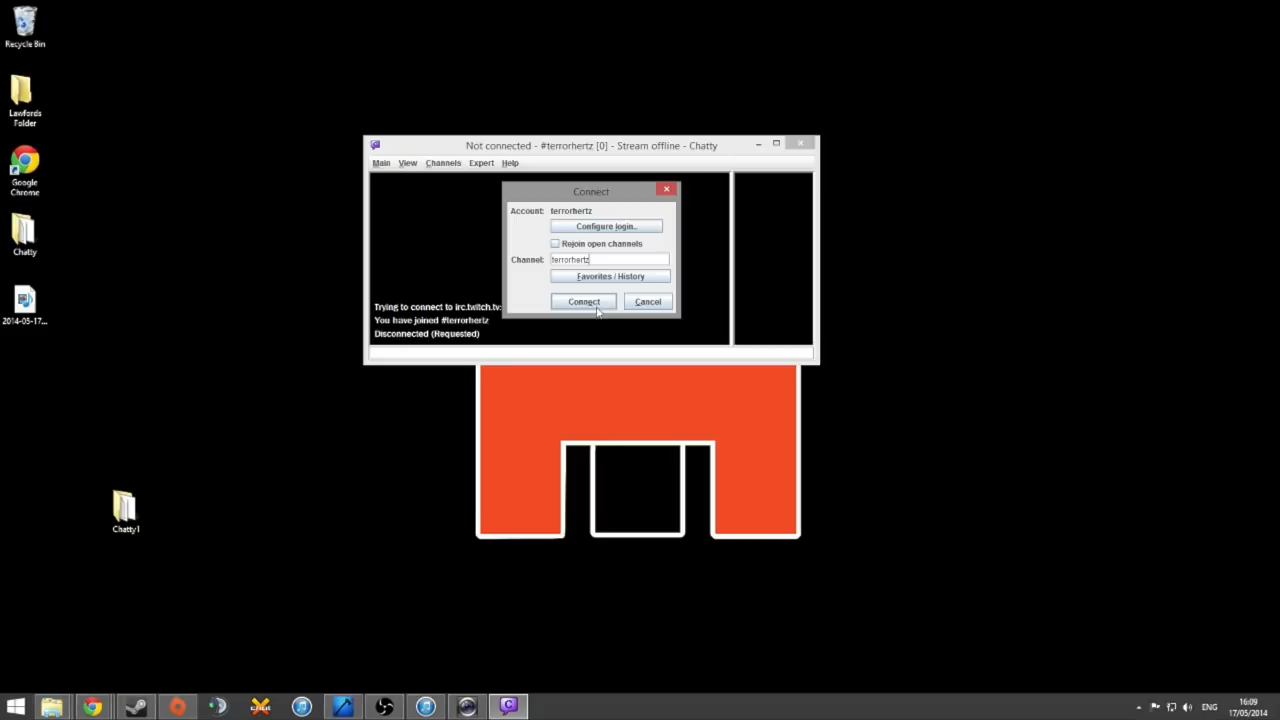 Recycle Bin
Lawfords
Folder
Google
Chrome
Chatty
2014-05-17...
Chatty1
Not connected - #terrorhertz [0] - Stream offline - Chatty
Main View Channels Expert Help
Connect
Account: terrorhertz
Configure login..
Rejoin open channels
Channel: terrorhertz
Favorites / History
Connect Cancel
Trying to connect to irc.twitch.tv:
You have joined #terrorhertz
Disconnected (Requested)
ENG
16:09
17/05/2014